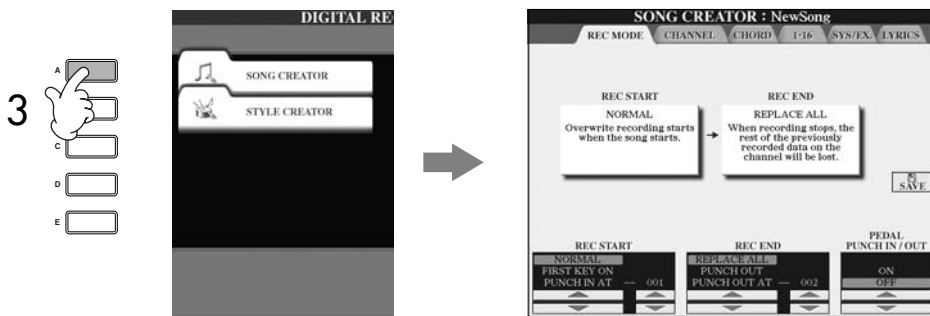 3
A
C
D
E
DIGITAL RE
SONG CREATOR
STYLE CREATOR
SONG CREATOR : NewSong
REC MODE CHANNEL CHORD 1-16 SYS/EX. LYRICS
REC START
NORMAL
Overwrite recording starts
when the song starts.
REC END
REPLACE ALL
When recording stops, the
rest of the previously
recorded data on the
channel will be lost.
SAVE
REC START
NORMAL
FIRST KEY ON
PUNCH IN AT — 001
REC END
REPLACE ALL
PUNCH OUT
PUNCH OUT AT — 002
PEDAL
PUNCH IN / OUT
ON
OFF